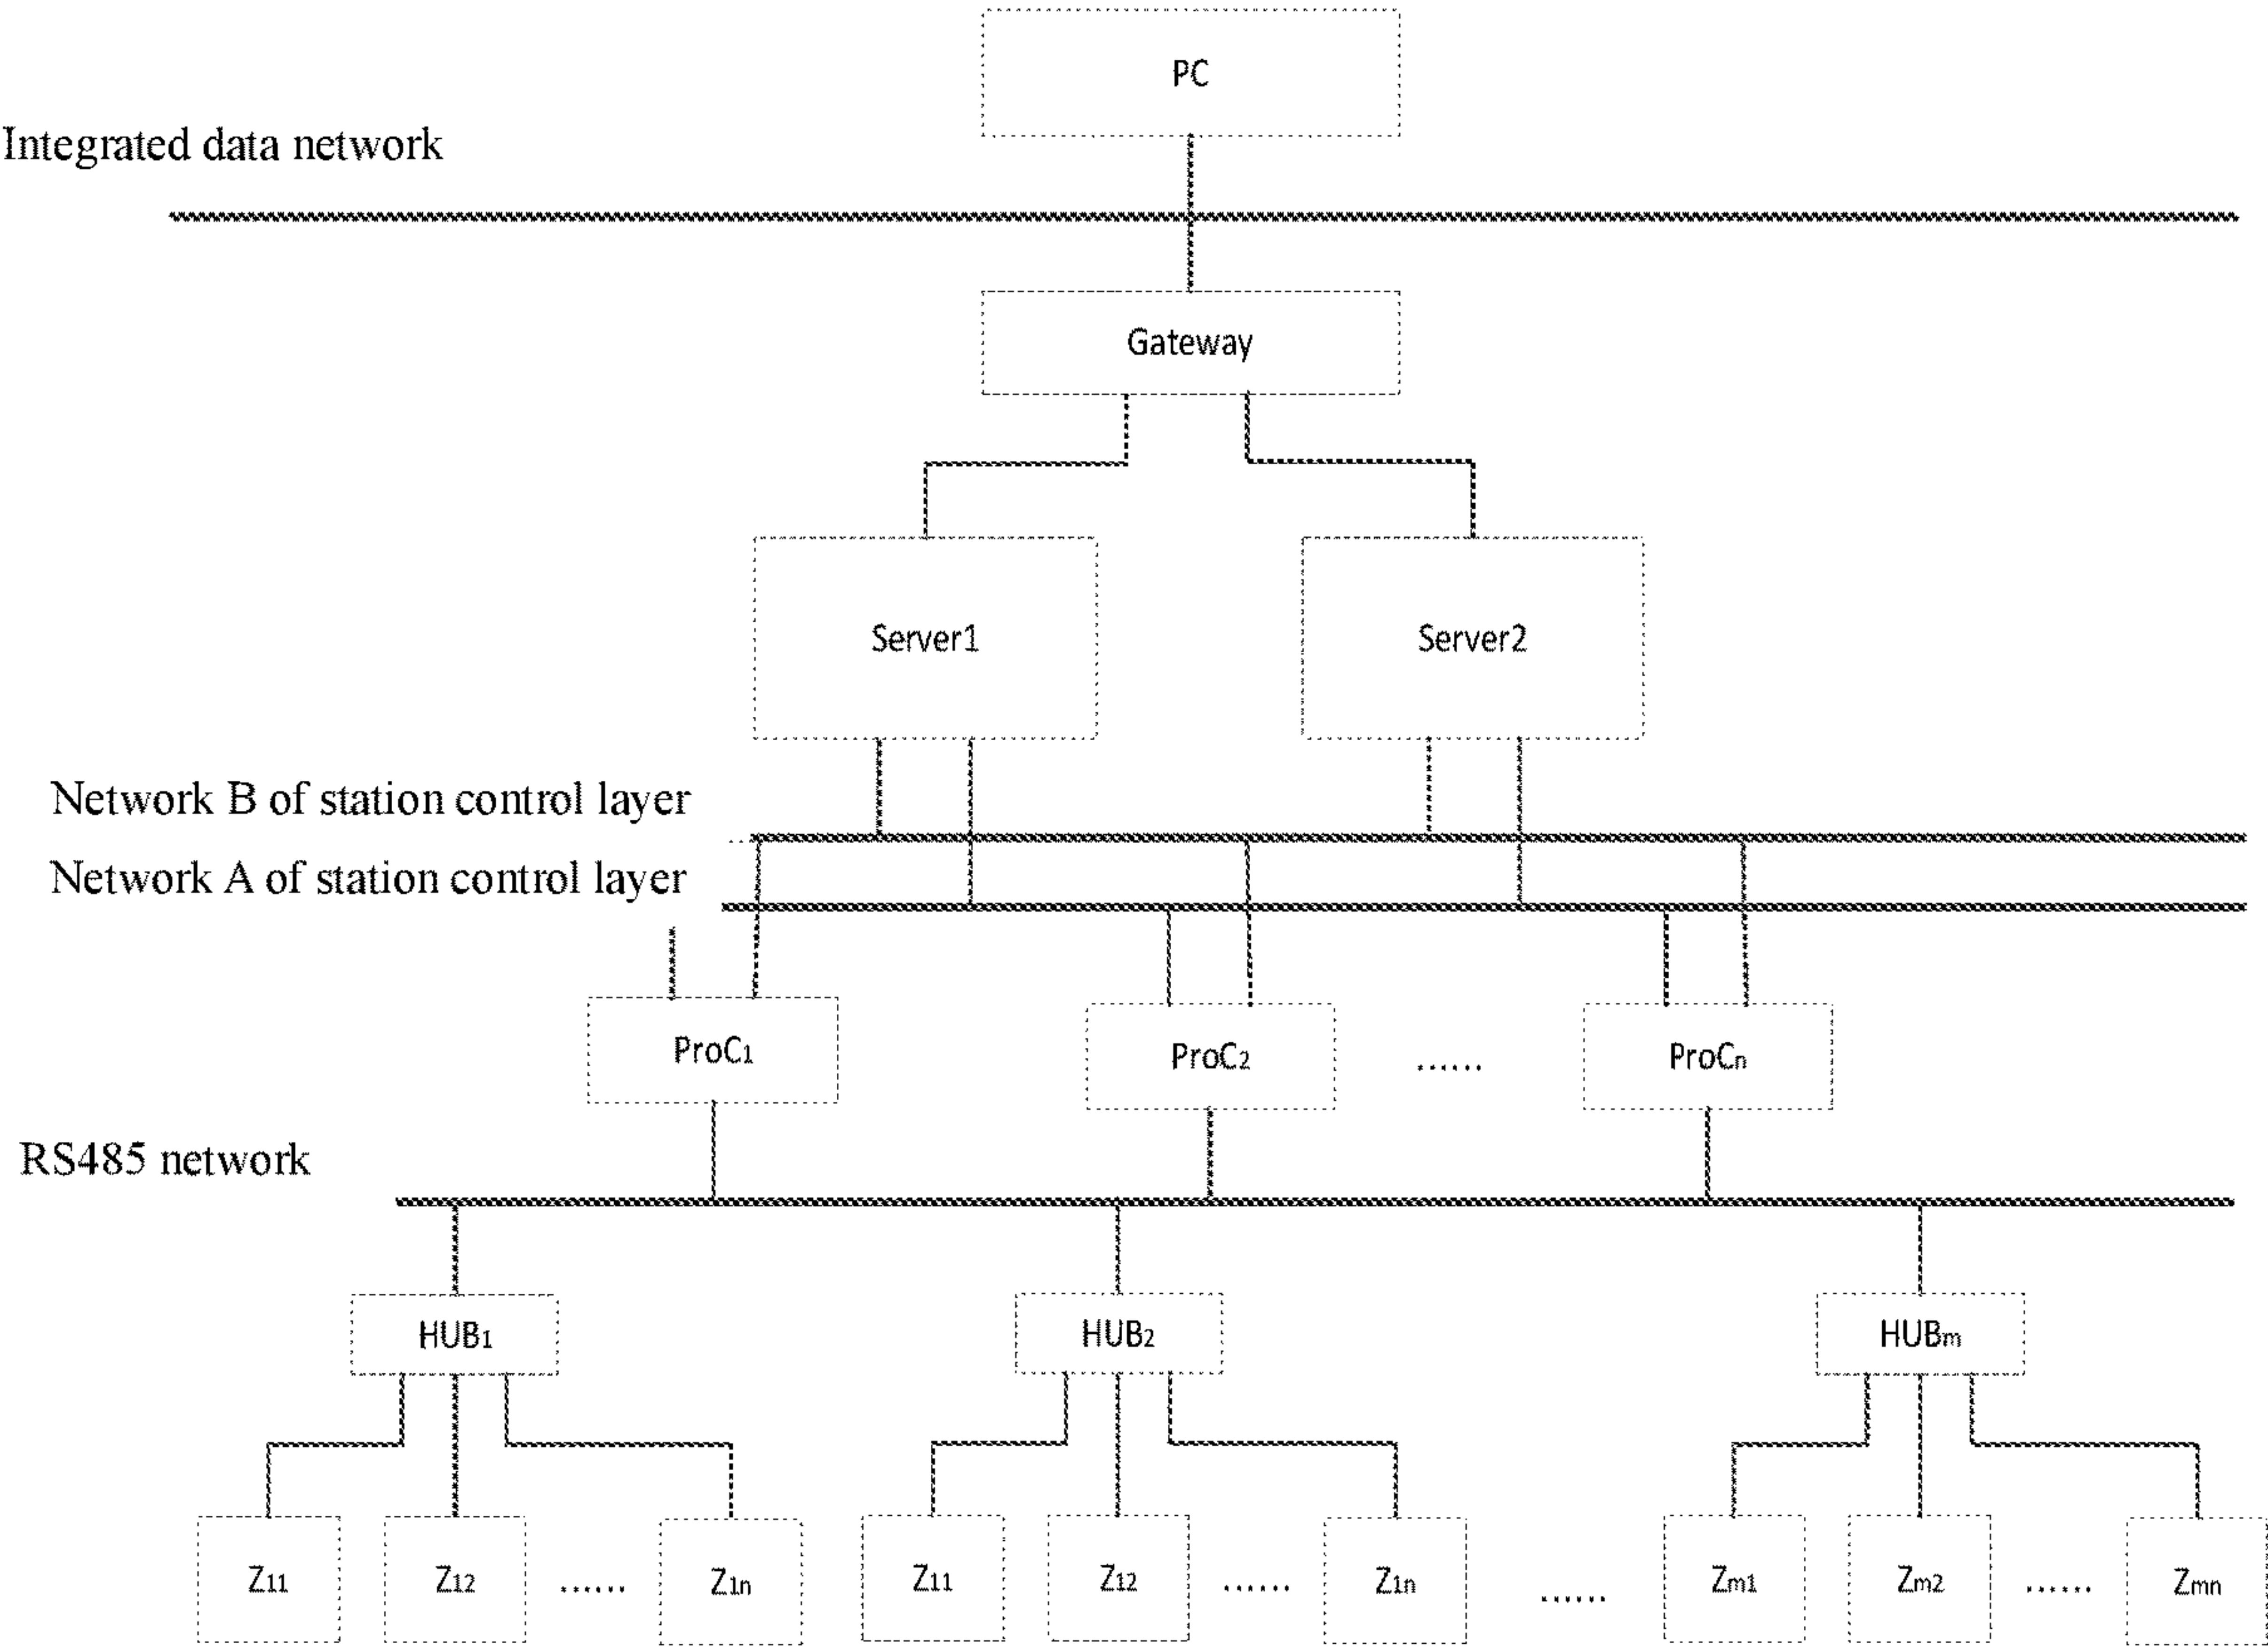 PC
Integrated data network
Gateway
Server1
Server2
Network B of station control layer
Network A of station control layer
ProC1
ProC2
......
ProCn
RS485 network
HUB1
HUB2
HUBm
Z11
Z12
......
Z1n
Z11
Z12
......
Z1n
......
Zm1
Zm2
......
Zmn